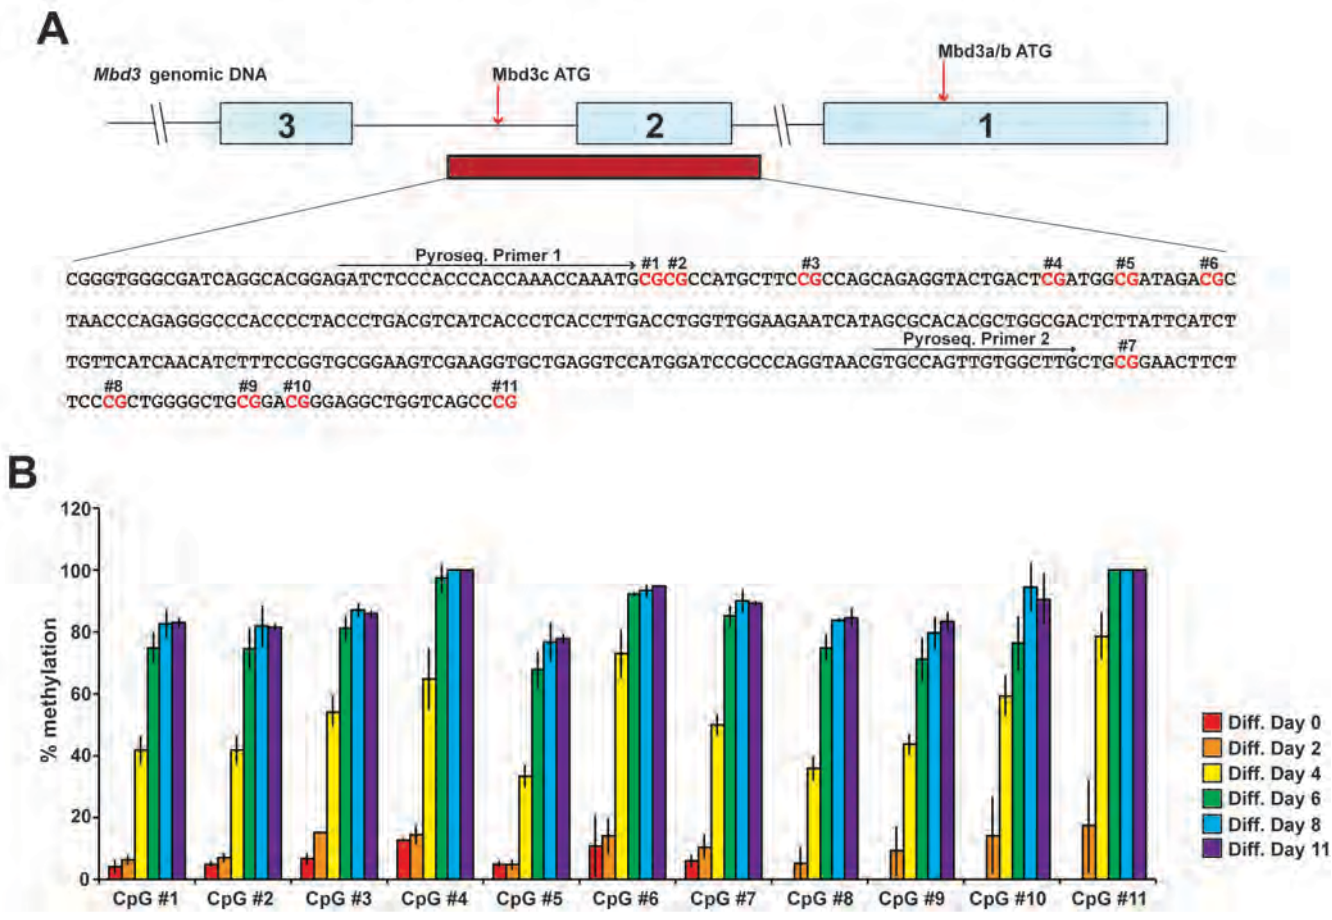 A
Mbd3 genomic DNA
Mbd3c ATG
Mbd3a/b ATG
3
2
1
Pyroseq. Primer 1
#1 #2 #3 #4 #5 #6
CGGGTGGGCGATCAGGCACGGAGATCTCCCACCCACCAAACCAAATGCGCGCCATGCTTCCGCCAGCAGAGGTACTGACTCGATGGCGATAGACGC
TAACCCAGAGGGCCCACCCCTACCCTGACGTCATCACCCTCACCTTGACCTGGTTGGAAGAATCATAGCGCACACGCTGGCGACTCTTATTCATCT
Pyroseq. Primer 2
#7
TGTTCATCAACATCTTTCCGGTGCGGAAGTCGAAGGTGCTGAGGTCCATGGATCCGCCCAGGTAACGTGCCAGTTGTGGCTTGCTGCGGAACTTCT
#8 #9 #10 #11
TCCCGCTGGGGCTGCGGACGGGAGGCTGGTCAGCCCG
B
% methylation
120
100
80
60
40
20
0
CpG #1 CpG #2 CpG #3 CpG #4 CpG #5 CpG #6 CpG #7 CpG #8 CpG #9 CpG #10 CpG #11
Diff. Day 0
Diff. Day 2
Diff. Day 4
Diff. Day 6
Diff. Day 8
Diff. Day 11